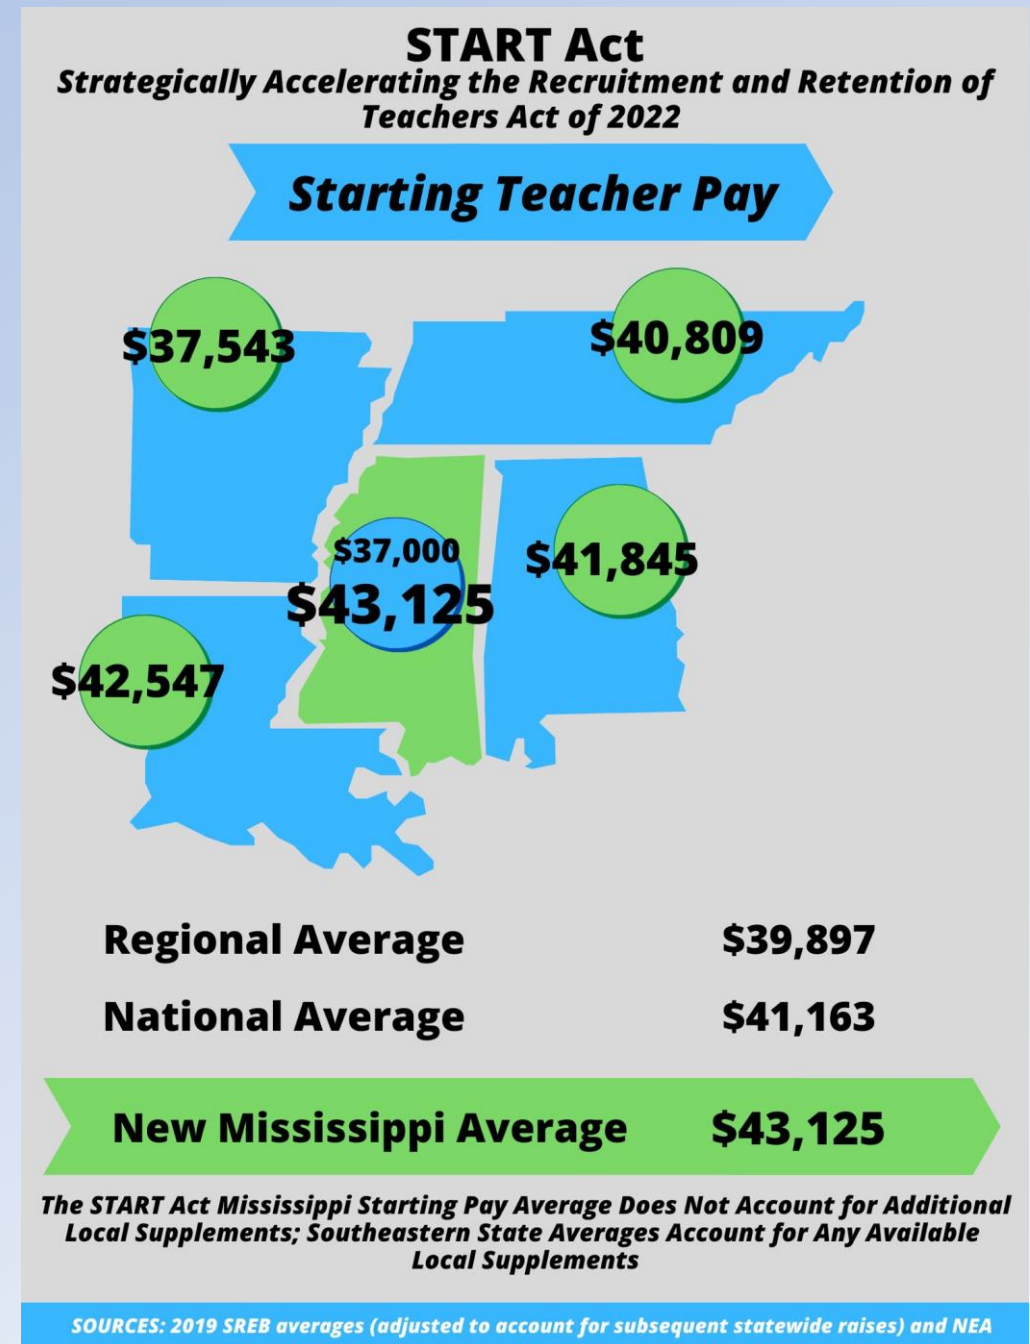 START Act
Strategically Accelerating the Recruitment and Retention of
Teachers Act of 2022
Starting Teacher Pay
$37,543
$40,809
$37,000
$43,125
$41,845
$42,547
Regional Average $39,897
National Average $41,163
New Mississippi Average $43,125
The START Act Mississippi Starting Pay Average Does Not Account for Additional
Local Supplements; Southeastern State Averages Account for Any Available
Local Supplements
SOURCES: 2019 SREB averages (adjusted to account for subsequent statewide raises) and NEA